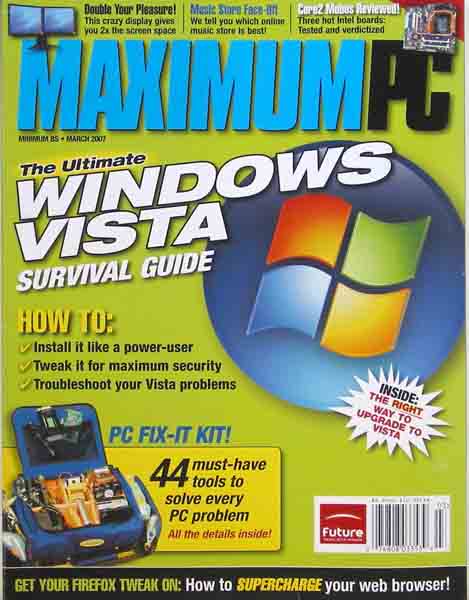 Double Your Pleasure!
This crazy display gives
you 2x the screen space
Music Store Face-Off!
We tell you which online
music store is best!
Core2 Mobos Reviewed!
Three hot Intel boards:
Tested and verdictized
MAXIMUMPC
MINIMUM BS • MARCH 2007
The Ultimate
WINDOWS
VISTA
SURVIVAL GUIDE
HOW TO:
Install it like a power-user
Tweak it for maximum security
Troubleshoot your Vista problems
INSIDE:
THE RIGHT
WAY TO
UPGRADE TO
VISTA
PC FIX-IT KIT!
44 must-have
tools to
solve every
PC problem
All the details inside!
Future
GET YOUR FIREFOX TWEAK ON: How to SUPERCHARGE your web browser!